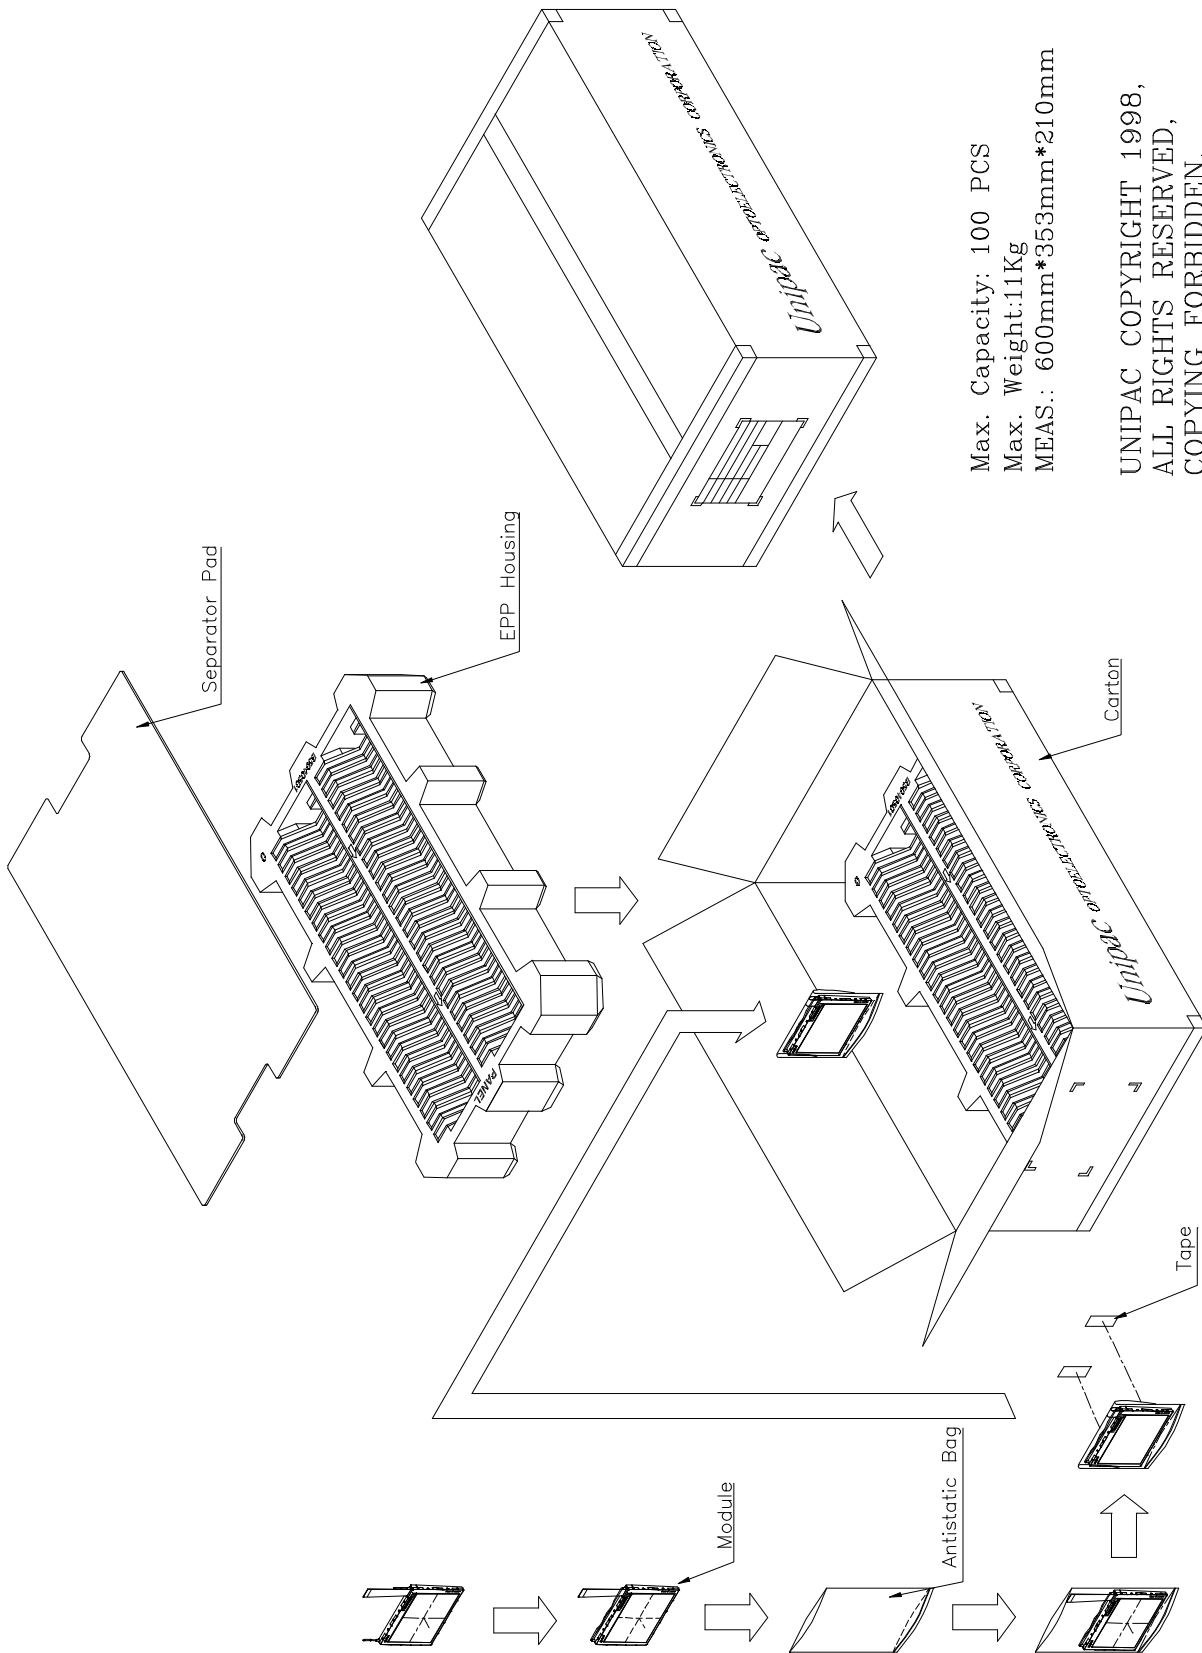 Separator Pad
EPP Housing
PANEL
Unipac OPTOELECTRONICS CORPORATION
Max. Capacity: 100 PCS
Max. Weight:11Kg
MEAS.: 600mm*353mm*210mm
UNIPAC COPYRIGHT 1998,
ALL RIGHTS RESERVED,
COPYING FORBIDDEN.
Carton
Unipac OPTOELECTRONICS CORPORATION
Tape
Module
Antistatic Bag